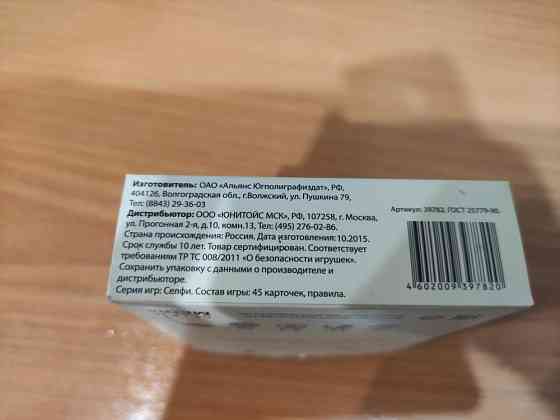 Изготовитель: ОАО «Альянс Югполиграфиздат», РФ,
404126, Волгоградская обл., г.Волжский, ул. Пушкина 79,
Тел: (8843) 29-36-03
Дистрибьютор: ООО «ЮНИТОЙС МСК», РФ, 107258, г. Москва,
ул. Прогонная 2-я, д.10, комн.13, Тел: (495) 276-02-86.
Страна происхождения: Россия. Дата изготовления: 10.2015.
Срок службы 10 лет. Товар сертифицирован. Соответствует
требованиям ТР ТС 008/2011 «О безопасности игрушек».
Сохранить упаковку с данными о производителе и
дистрибьюторе.
Серия игр: Селфи. Состав игры: 45 карточек, правила.
Артикул: 39782, ГОСТ 25779-90.
4602009397820